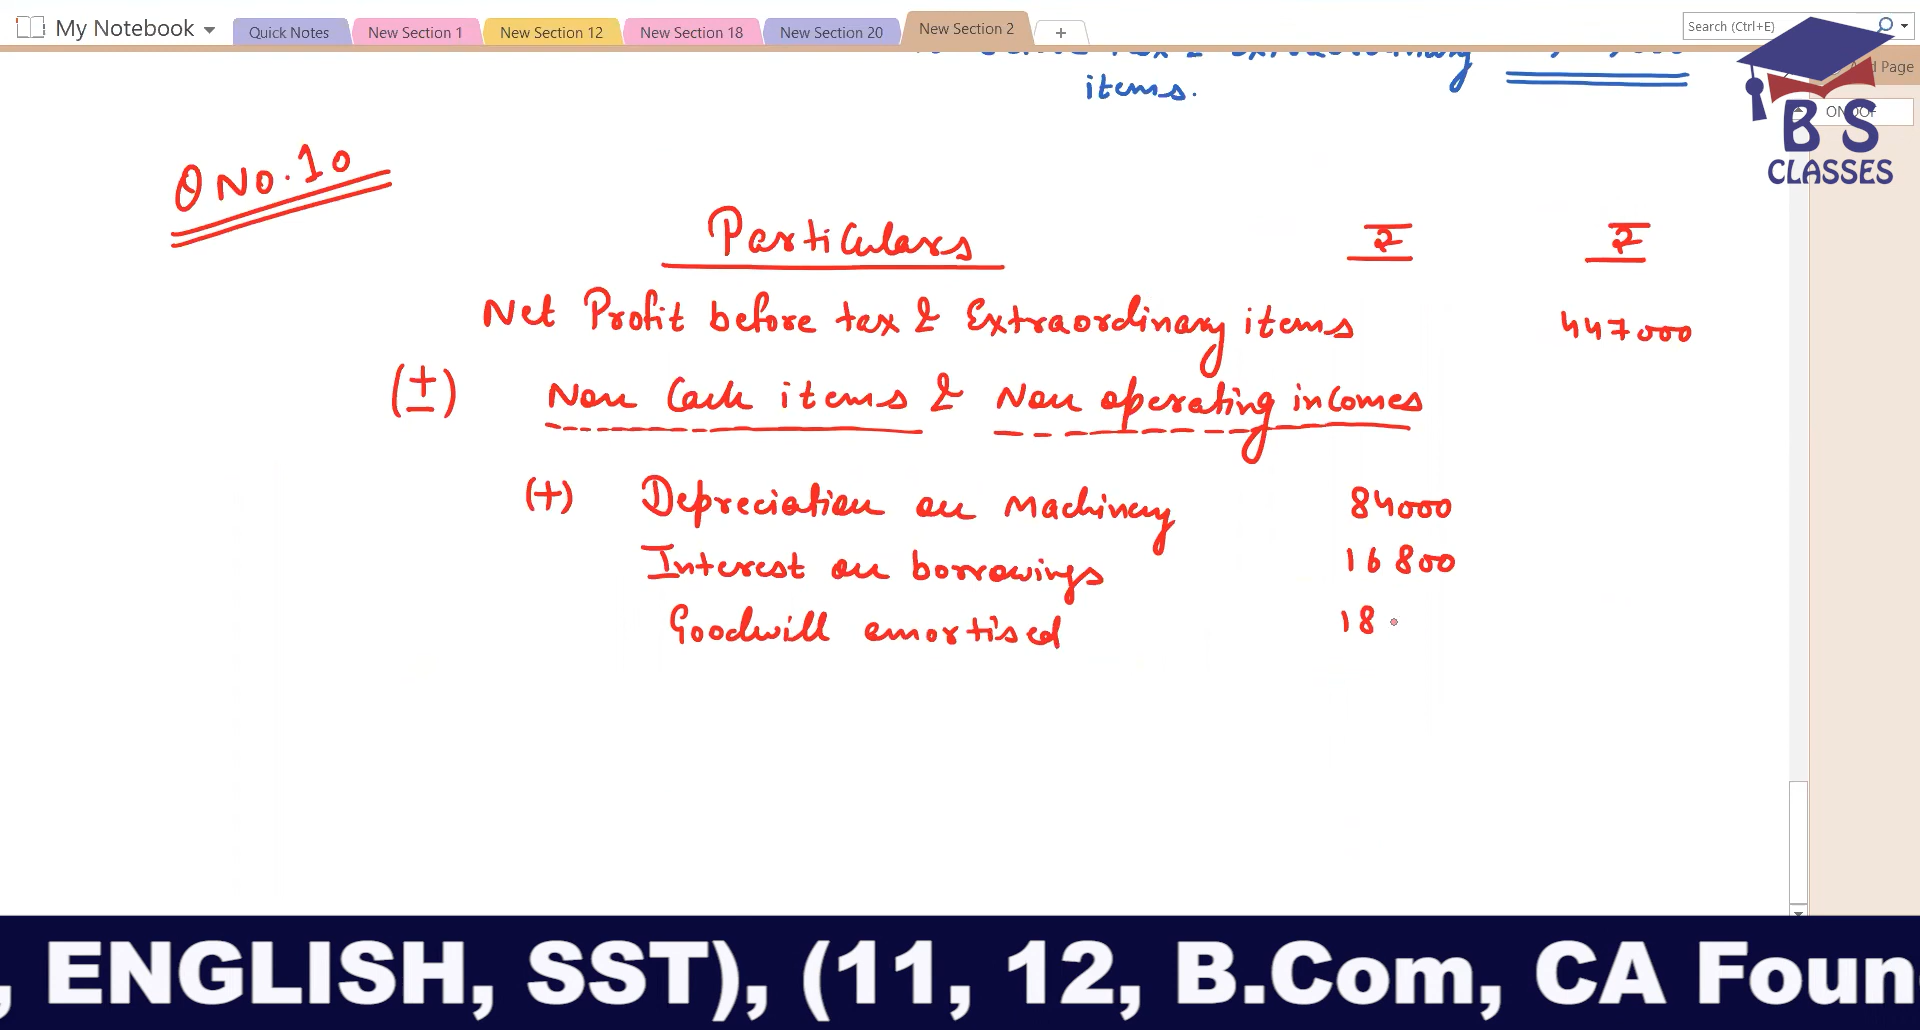 My Notebook
Quick Notes
New Section 1
New Section 12
New Section 18
New Section 20
New Section 2
+
Search (Ctrl+E)
Page
items.
B S
CLASSES
Q No. 10
Particulars ₹ ₹
Net Profit before tax & Extraordinary items 447000
(±) Non Cash items & Non operating incomes
(+) Depreciation on Machinery 84000
Interest on borrowings 16800
Goodwill amortised 18
, ENGLISH, SST), (11, 12, B.Com, CA Foun